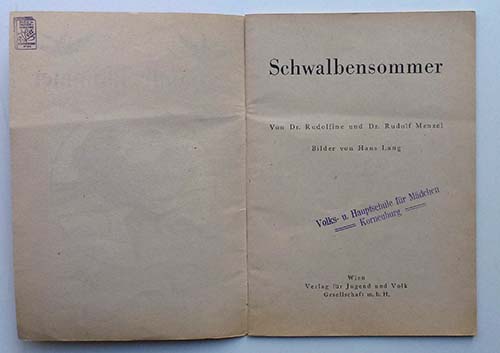 Schwalbensommer
Von Dr. Rudolfine und Dr. Rudolf Menzel
Bilder von Hans Lang
Volks- u. Hauptschule für Mädchen
Korneuburg
Wien
Verlag für Jugend und Volk
Gesellschaft m. b. H.